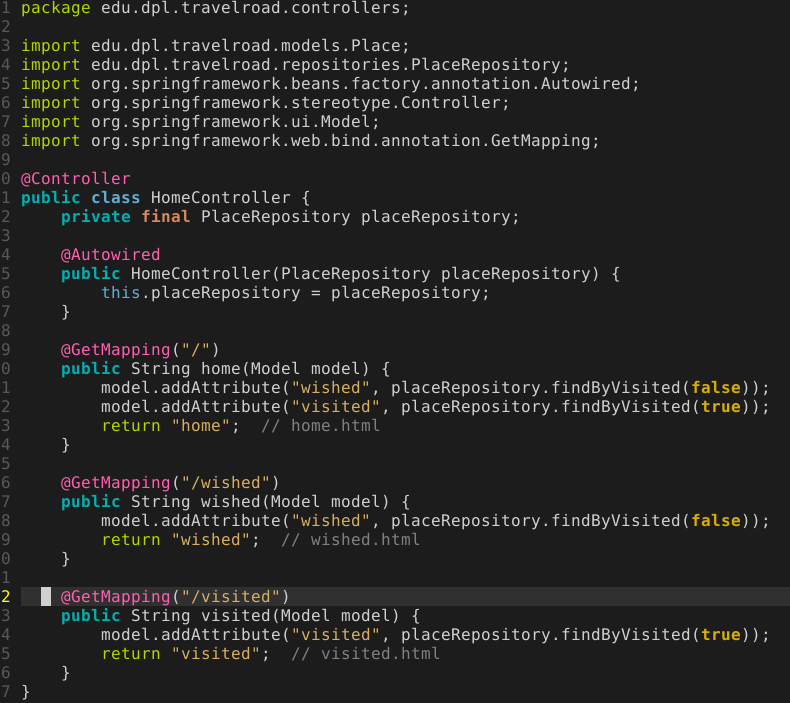 1 package edu.dpl.travelroad.controllers;
2
3 import edu.dpl.travelroad.models.Place;
4 import edu.dpl.travelroad.repositories.PlaceRepository;
5 import org.springframework.beans.factory.annotation.Autowired;
6 import org.springframework.stereotype.Controller;
7 import org.springframework.ui.Model;
8 import org.springframework.web.bind.annotation.GetMapping;
9
0 @Controller
1 public class HomeController {
2     private final PlaceRepository placeRepository;
3
4     @Autowired
5     public HomeController(PlaceRepository placeRepository) {
6         this.placeRepository = placeRepository;
7     }
8
9     @GetMapping("/")
0     public String home(Model model) {
1         model.addAttribute("wished", placeRepository.findByVisited(false));
2         model.addAttribute("visited", placeRepository.findByVisited(true));
3         return "home";  // home.html
4     }
5
6     @GetMapping("/wished")
7     public String wished(Model model) {
8         model.addAttribute("wished", placeRepository.findByVisited(false));
9         return "wished";  // wished.html
0     }
1
2     @GetMapping("/visited")
3     public String visited(Model model) {
4         model.addAttribute("visited", placeRepository.findByVisited(true));
5         return "visited";  // visited.html
6     }
7 }